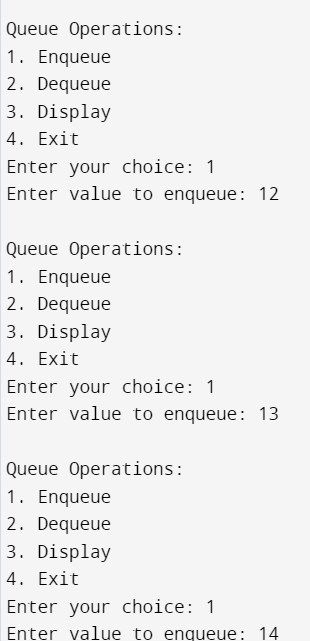 Queue Operations:
1. Enqueue
2. Dequeue
3. Display
4. Exit
Enter your choice: 1
Enter value to enqueue: 12
Queue Operations:
1. Enqueue
2. Dequeue
3. Display
4. Exit
Enter your choice: 1
Enter value to enqueue: 13
Queue Operations:
1. Enqueue
2. Dequeue
3. Display
4. Exit
Enter your choice: 1
Enter value to enqueue: 14